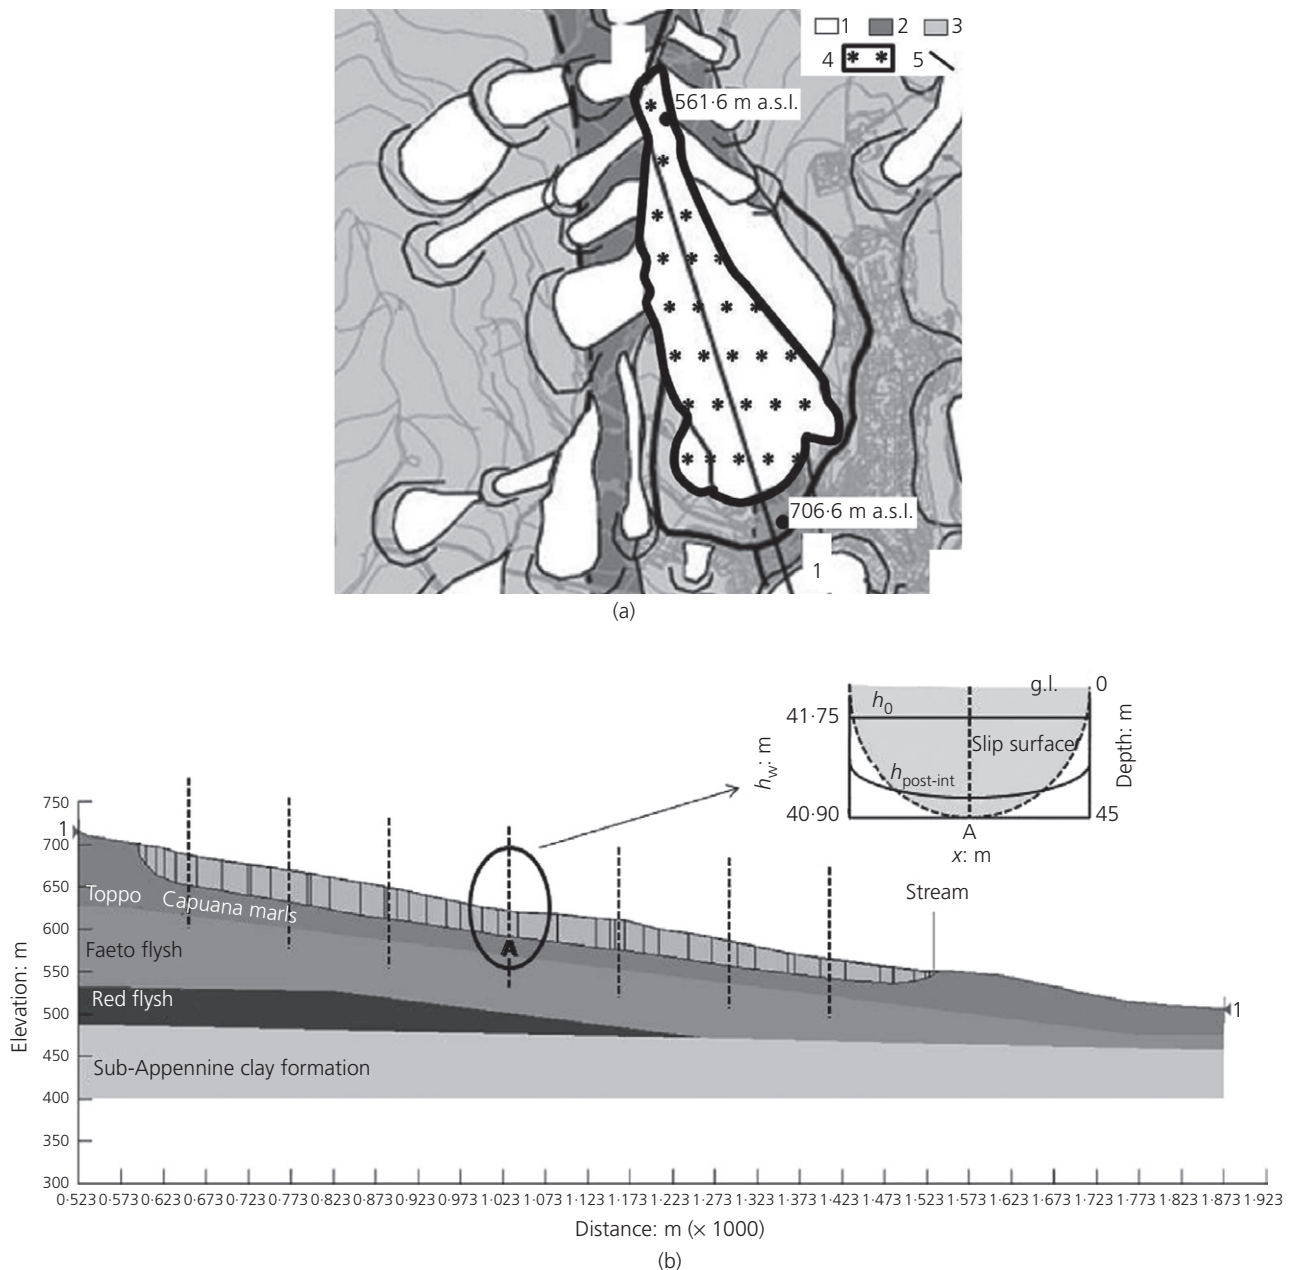 1 2 3
4 * * 5
561·6 m a.s.l.
706·6 m a.s.l.
1
(a)
g.l. 0
h0
41·75
Slip surface
hw: m
Depth: m
hpost-int
40·90 45
A
x: m
750
1
700
650
600
550
500
450
400
350
300
Elevation: m
Toppo Capuana marls
Faeto flysh
Red flysh
Sub-Appennine clay formation
A
Stream
1
0·523 0·573 0·623 0·673 0·723 0·773 0·823 0·873 0·923 0·973 1·023 1·073 1·123 1·173 1·223 1·273 1·323 1·373 1·423 1·473 1·523 1·573 1·623 1·673 1·723 1·773 1·823 1·873 1·923
Distance: m (× 1000)
(b)